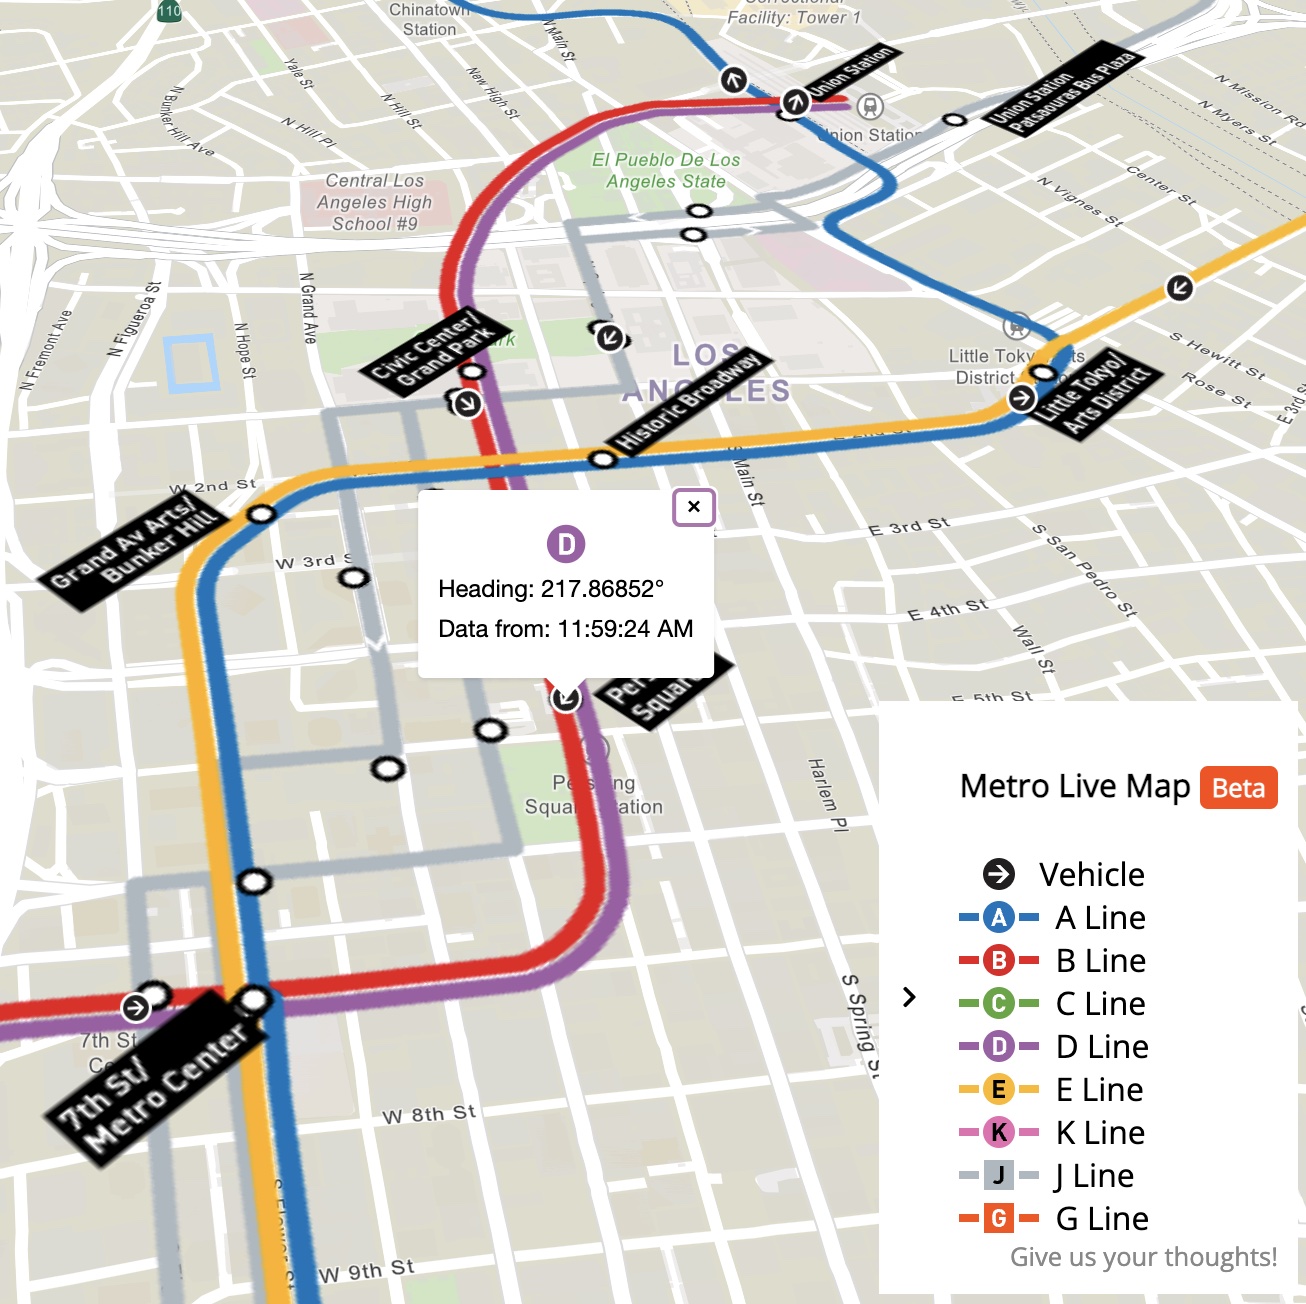 110
Chinatown
Station
Correctional
Facility: Tower 1
N Main St
Yale St
New High St
N Hill St
N Bunker Hill Ave
N Hill Pl
Union Station
Union Station
Patsaouras Bus Plaza
N Mission Rd
N Myers St
Union Station
El Pueblo De Los
Angeles State
Central Los
Angeles High
School #9
Center St
N Vignes St
N Grand Ave
N Figueroa St
N Fremont Ave
N Hope St
Civic Center/
Grand Park
LOS
ANGELES
Historic Broadway
Little Tokyo/Arts
District
Little Tokyo/
Arts District
S Hewitt St
Rose St
E 3rd St
E 2nd St
S Main St
W 2nd St
Grand Av Arts/
Bunker Hill
W 3rd S
E 3rd St
S San Pedro St
E 4th St
Wall St
E 5th St
×
D
Heading: 217.86852°
Data from: 11:59:24 AM
Pershing
Square
Pershing
Square Station
Harlem Pl
S Spring St
7th St/
Metro Center
7th St
W 8th St
S Flower St
W 9th St
Metro Live Map Beta
Vehicle
A A Line
B B Line
C C Line
D D Line
E E Line
K K Line
J J Line
G G Line
Give us your thoughts!